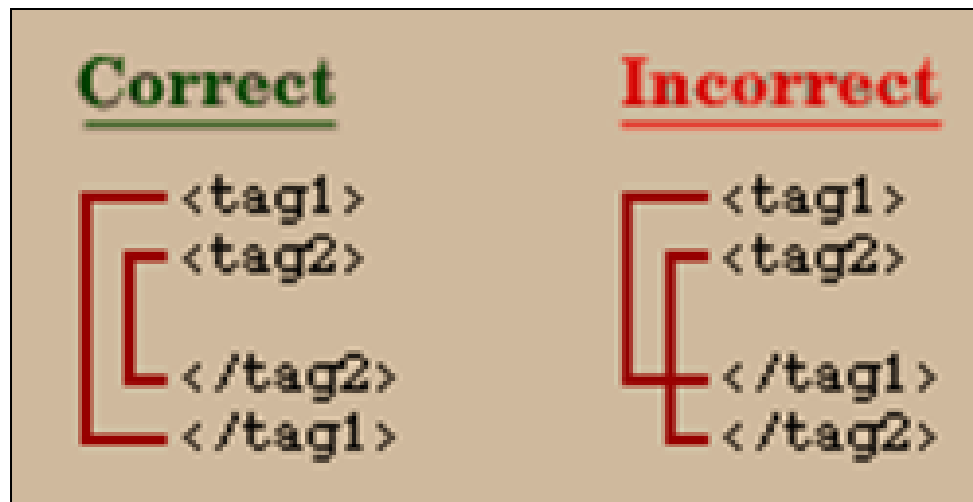 Correct
<tag1>
<tag2>
</tag2>
</tag1>
Incorrect
<tag1>
<tag2>
</tag1>
</tag2>